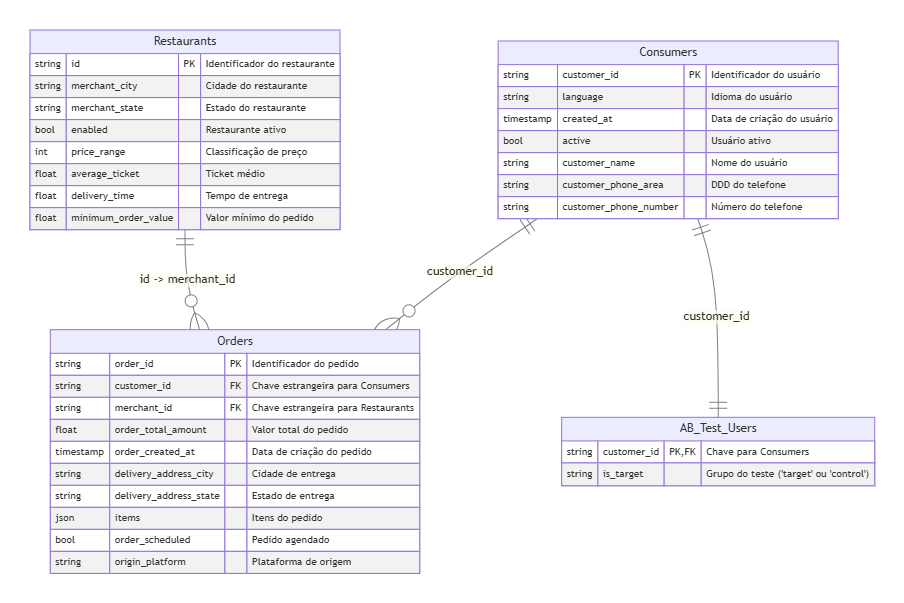 Restaurants
string id PK Identificador do restaurante
string merchant_city Cidade do restaurante
string merchant_state Estado do restaurante
bool enabled Restaurante ativo
int price_range Classificação de preço
float average_ticket Ticket médio
float delivery_time Tempo de entrega
float minimum_order_value Valor mínimo do pedido
Consumers
string customer_id PK Identificador do usuário
string language Idioma do usuário
timestamp created_at Data de criação do usuário
bool active Usuário ativo
string customer_name Nome do usuário
string customer_phone_area DDD do telefone
string customer_phone_number Número do telefone
id -> merchant_id
customer_id
customer_id
Orders
string order_id PK Identificador do pedido
string customer_id FK Chave estrangeira para Consumers
string merchant_id FK Chave estrangeira para Restaurants
float order_total_amount Valor total do pedido
timestamp order_created_at Data de criação do pedido
string delivery_address_city Cidade de entrega
string delivery_address_state Estado de entrega
json items Itens do pedido
bool order_scheduled Pedido agendado
string origin_platform Plataforma de origem
AB_Test_Users
string customer_id PK,FK Chave para Consumers
string is_target Grupo do teste ('target' ou 'control')